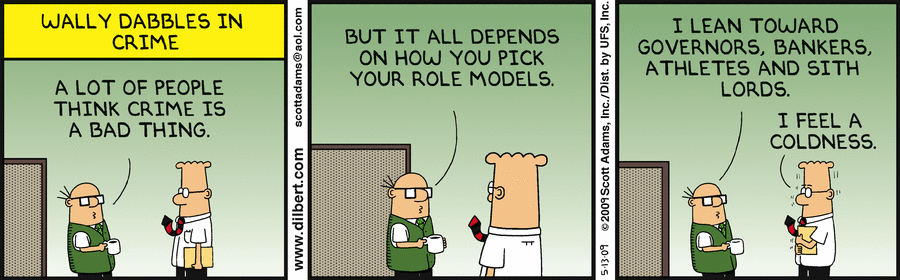 WALLY DABBLES IN
CRIME
A LOT OF PEOPLE
THINK CRIME IS
A BAD THING.
www.dilbert.com scottadams@aol.com
BUT IT ALL DEPENDS
ON HOW YOU PICK
YOUR ROLE MODELS.
5-13-09 ©2009 Scott Adams, Inc./Dist. by UFS, Inc.
I LEAN TOWARD
GOVERNORS, BANKERS,
ATHLETES AND SITH
LORDS.
I FEEL A
COLDNESS.